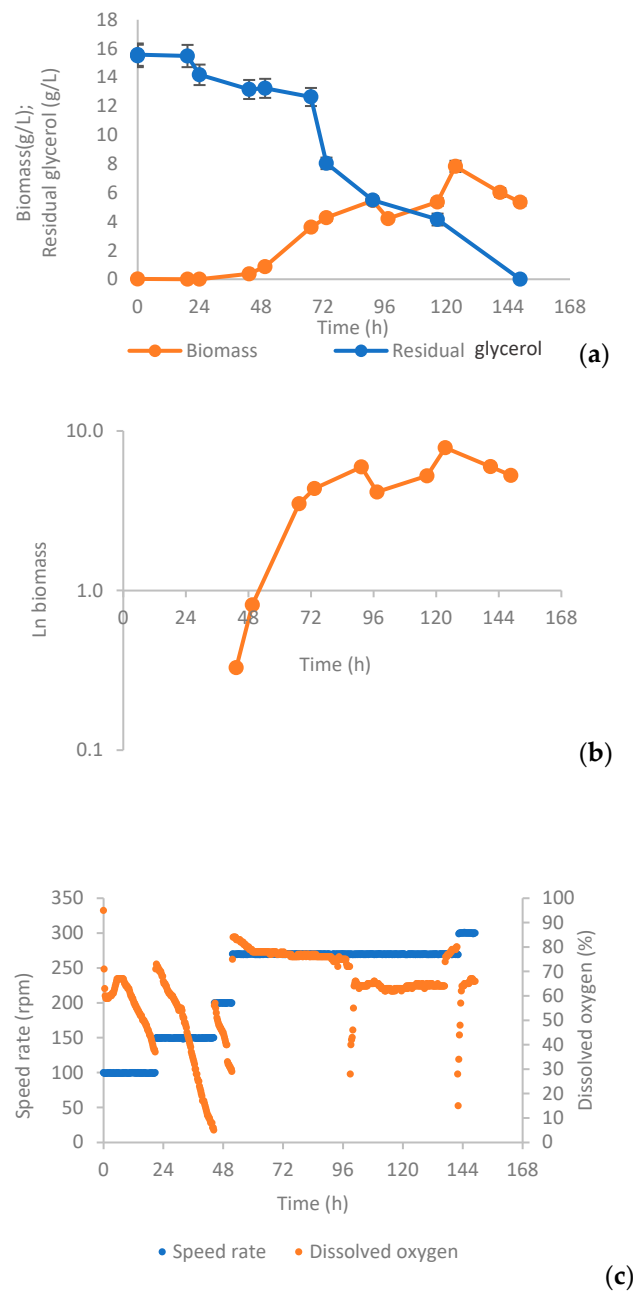 18
16
14
12
10
8
6
4
2
0
Biomass(g/L);
Residual glycerol (g/L)
0 24 48 72 96 120 144 168
Time (h)
Biomass Residual glycerol
(a)
10.0
1.0
0.1
Ln biomass
0 24 48 72 96 120 144 168
Time (h)
(b)
350
300
250
200
150
100
50
0
Speed rate (rpm)
100
90
80
70
60
50
40
30
20
10
0
Dissolved oxygen (%)
0 24 48 72 96 120 144 168
Time (h)
Speed rate Dissolved oxygen
(c)